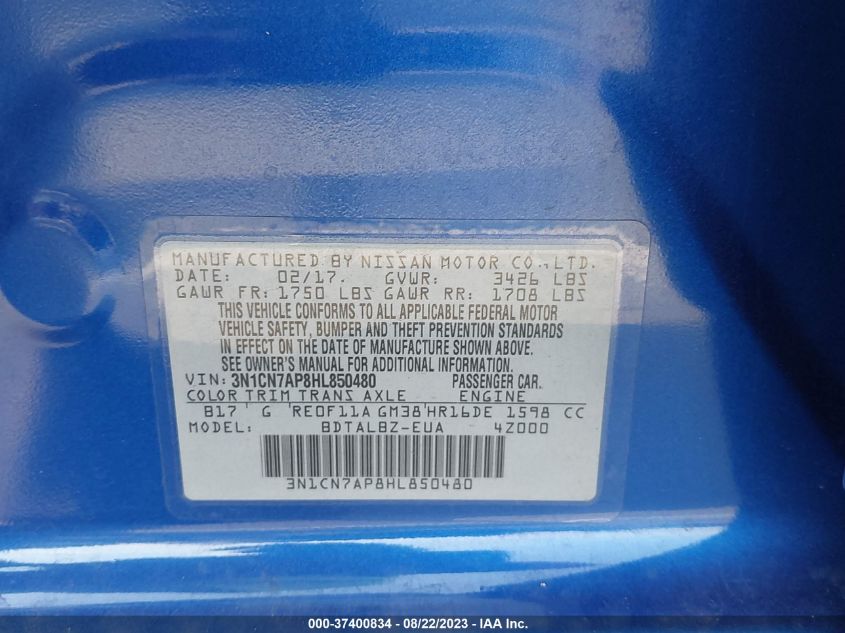 MANUFACTURED BY NISSAN MOTOR CO.,LTD.
DATE: 02/17. GVWR: 3426 LBS
GAWR FR: 1750 LBS GAWR RR: 1708 LBS
THIS VEHICLE CONFORMS TO ALL APPLICABLE FEDERAL MOTOR
VEHICLE SAFETY, BUMPER AND THEFT PREVENTION STANDARDS
IN EFFECT ON THE DATE OF MANUFACTURE SHOWN ABOVE.
SEE OWNER'S MANUAL FOR ADDITIONAL INFORMATION.
VIN: 3N1CN7AP8HL850480 PASSENGER CAR.
COLOR TRIM TRANS AXLE ENGINE
B17 G RE0F11A GM38 HR16DE 1598 CC
MODEL: BDTALBZ-EUA 4Z000
3N1CN7AP8HL850480
000-37400834 - 08/22/2023 - IAA Inc.